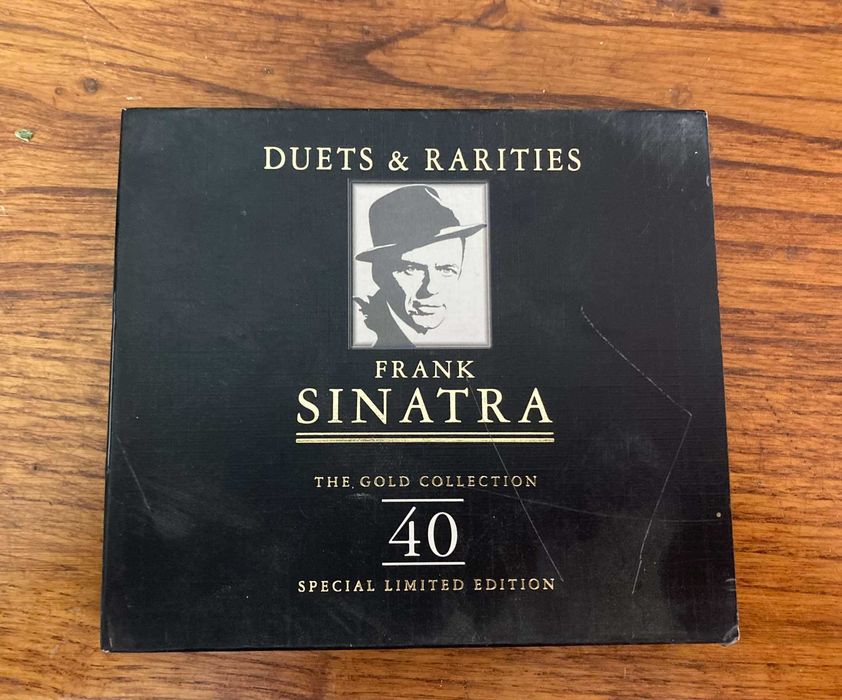 DUETS & RARITIES
FRANK
SINATRA
THE GOLD COLLECTION
40
SPECIAL LIMITED EDITION